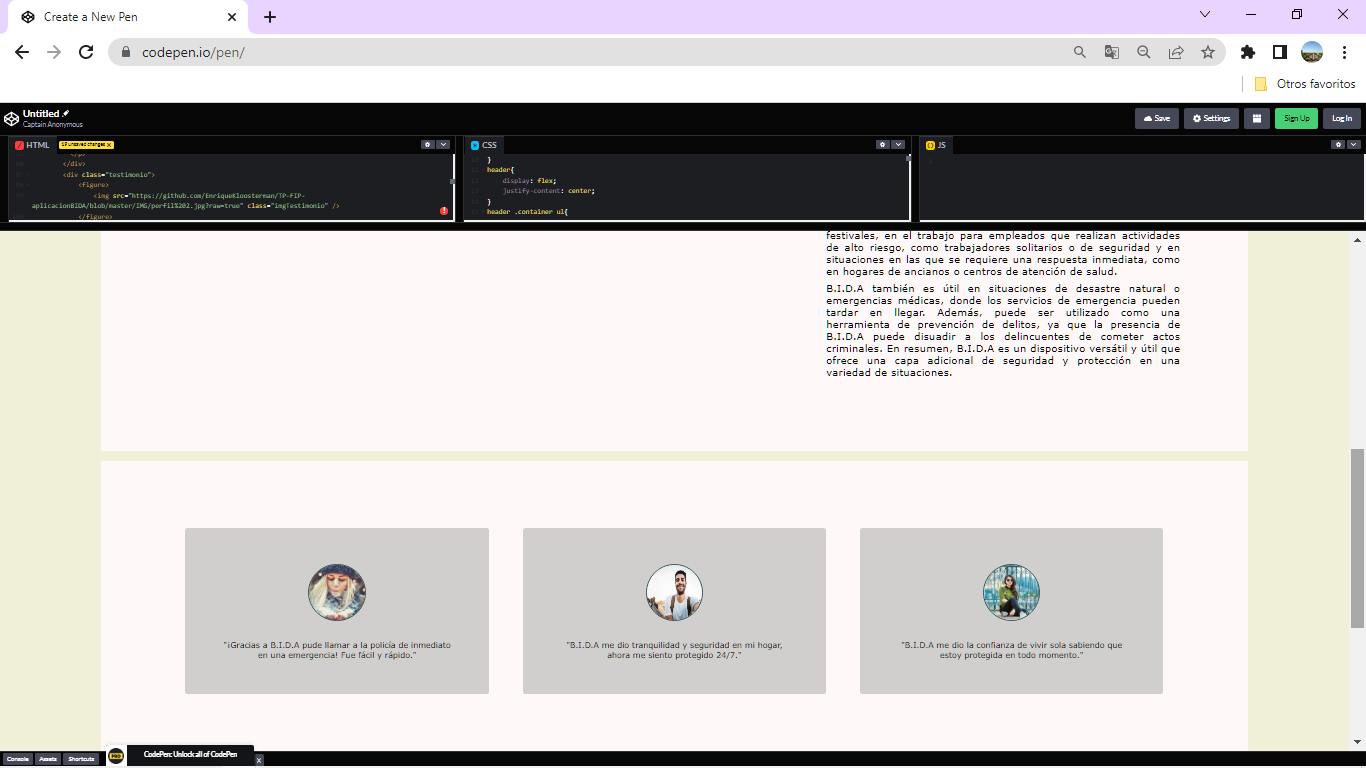 Create a New Pen
codepen.io/pen/
Otros favoritos
Untitled
Captain Anonymous
Save
Settings
Sign Up
Log In
HTML
19 unsaved changes X
CSS
JS
</p>
</div>
<div class="testimonio">
<figure>
<img src="https://github.com/EnriqueKloosterman/TP-FIP-
aplicacionBIDA/blob/master/IMG/perfil%202.jpg?raw=true" class="imgTestimonio" />
</figure>
}
header{
display: flex;
justify-content: center;
}
header .container ul{
festivales, en el trabajo para empleados que realizan actividades
de alto riesgo, como trabajadores solitarios o de seguridad y en
situaciones en las que se requiere una respuesta inmediata, como
en hogares de ancianos o centros de atención de salud.
B.I.D.A también es útil en situaciones de desastre natural o
emergencias médicas, donde los servicios de emergencia pueden
tardar en llegar. Además, puede ser utilizado como una
herramienta de prevención de delitos, ya que la presencia de
B.I.D.A puede disuadir a los delincuentes de cometer actos
criminales. En resumen, B.I.D.A es un dispositivo versátil y útil que
ofrece una capa adicional de seguridad y protección en una
variedad de situaciones.
"¡Gracias a B.I.D.A pude llamar a la policía de inmediato
en una emergencia! Fue fácil y rápido."
"B.I.D.A me dio tranquilidad y seguridad en mi hogar,
ahora me siento protegido 24/7."
"B.I.D.A me dio la confianza de vivir sola sabiendo que
estoy protegida en todo momento."
Console
Assets
Shortcuts
PRO
CodePen: Unlock all of CodePen
X